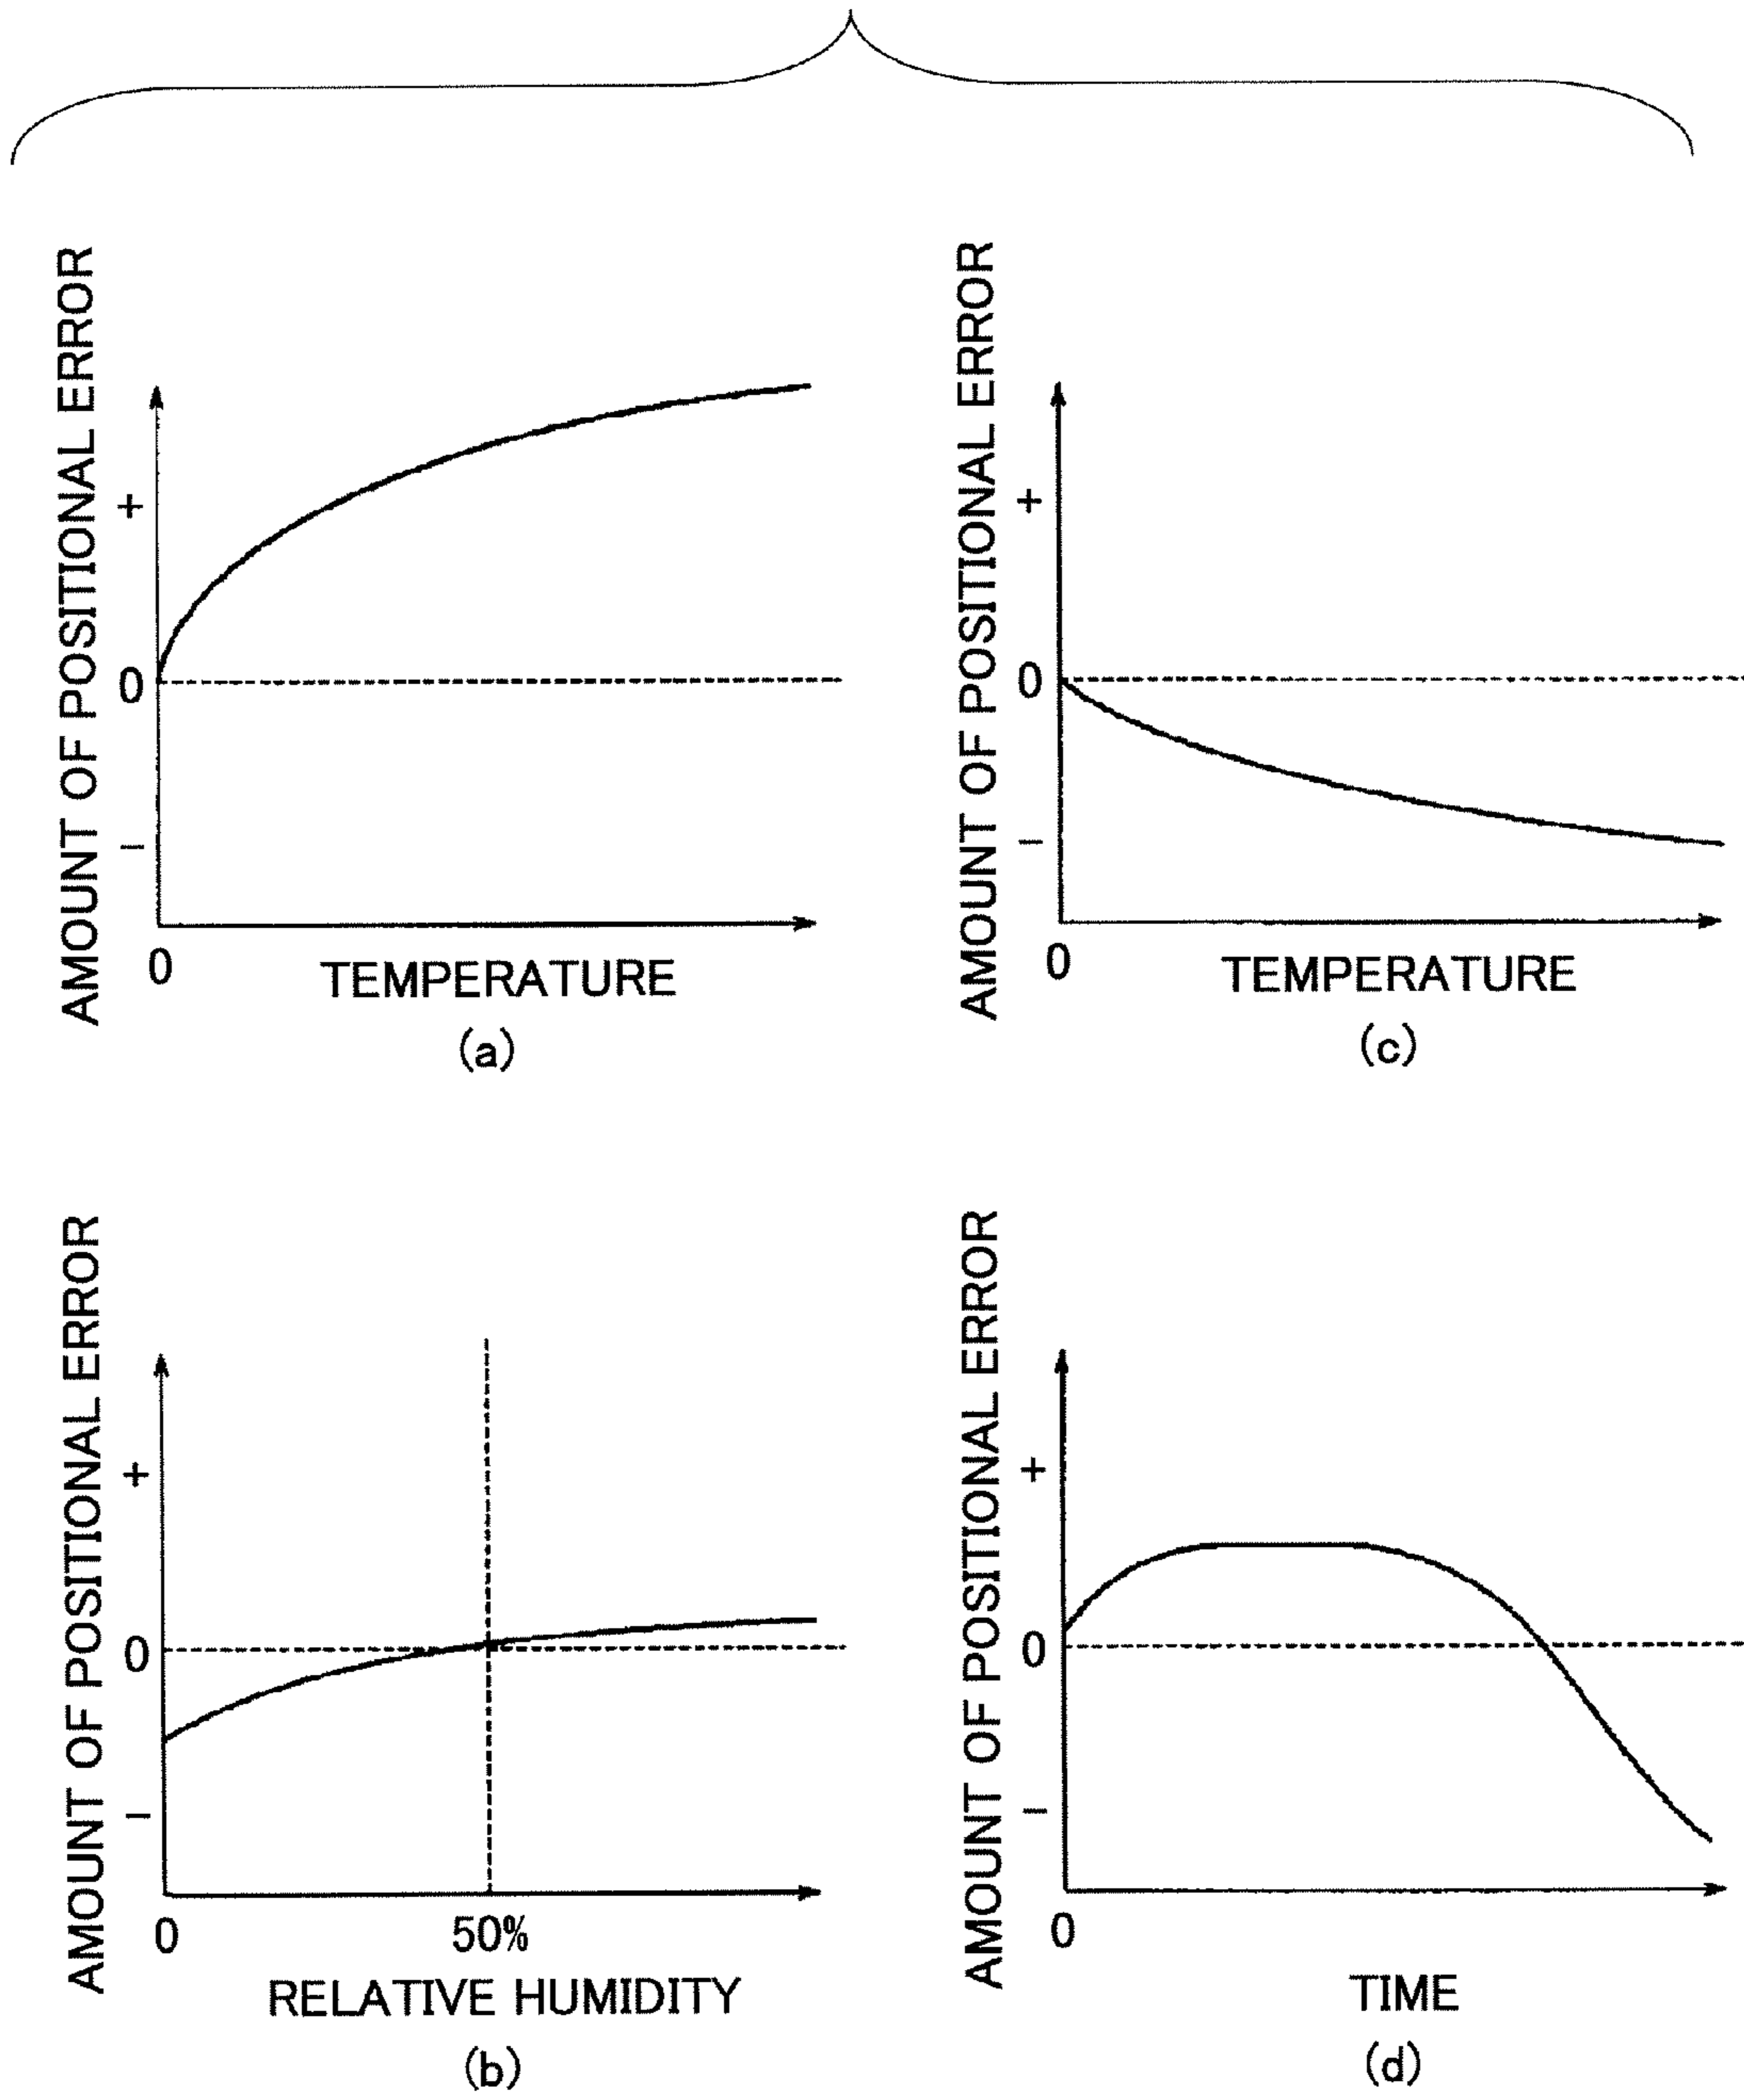 AMOUNT OF POSITIONAL ERROR
+
0
−
0
TEMPERATURE
(a)
AMOUNT OF POSITIONAL ERROR
+
0
−
0
TEMPERATURE
(c)
AMOUNT OF POSITIONAL ERROR
+
0
−
0 50%
RELATIVE HUMIDITY
(b)
AMOUNT OF POSITIONAL ERROR
+
0
−
0
TIME
(d)